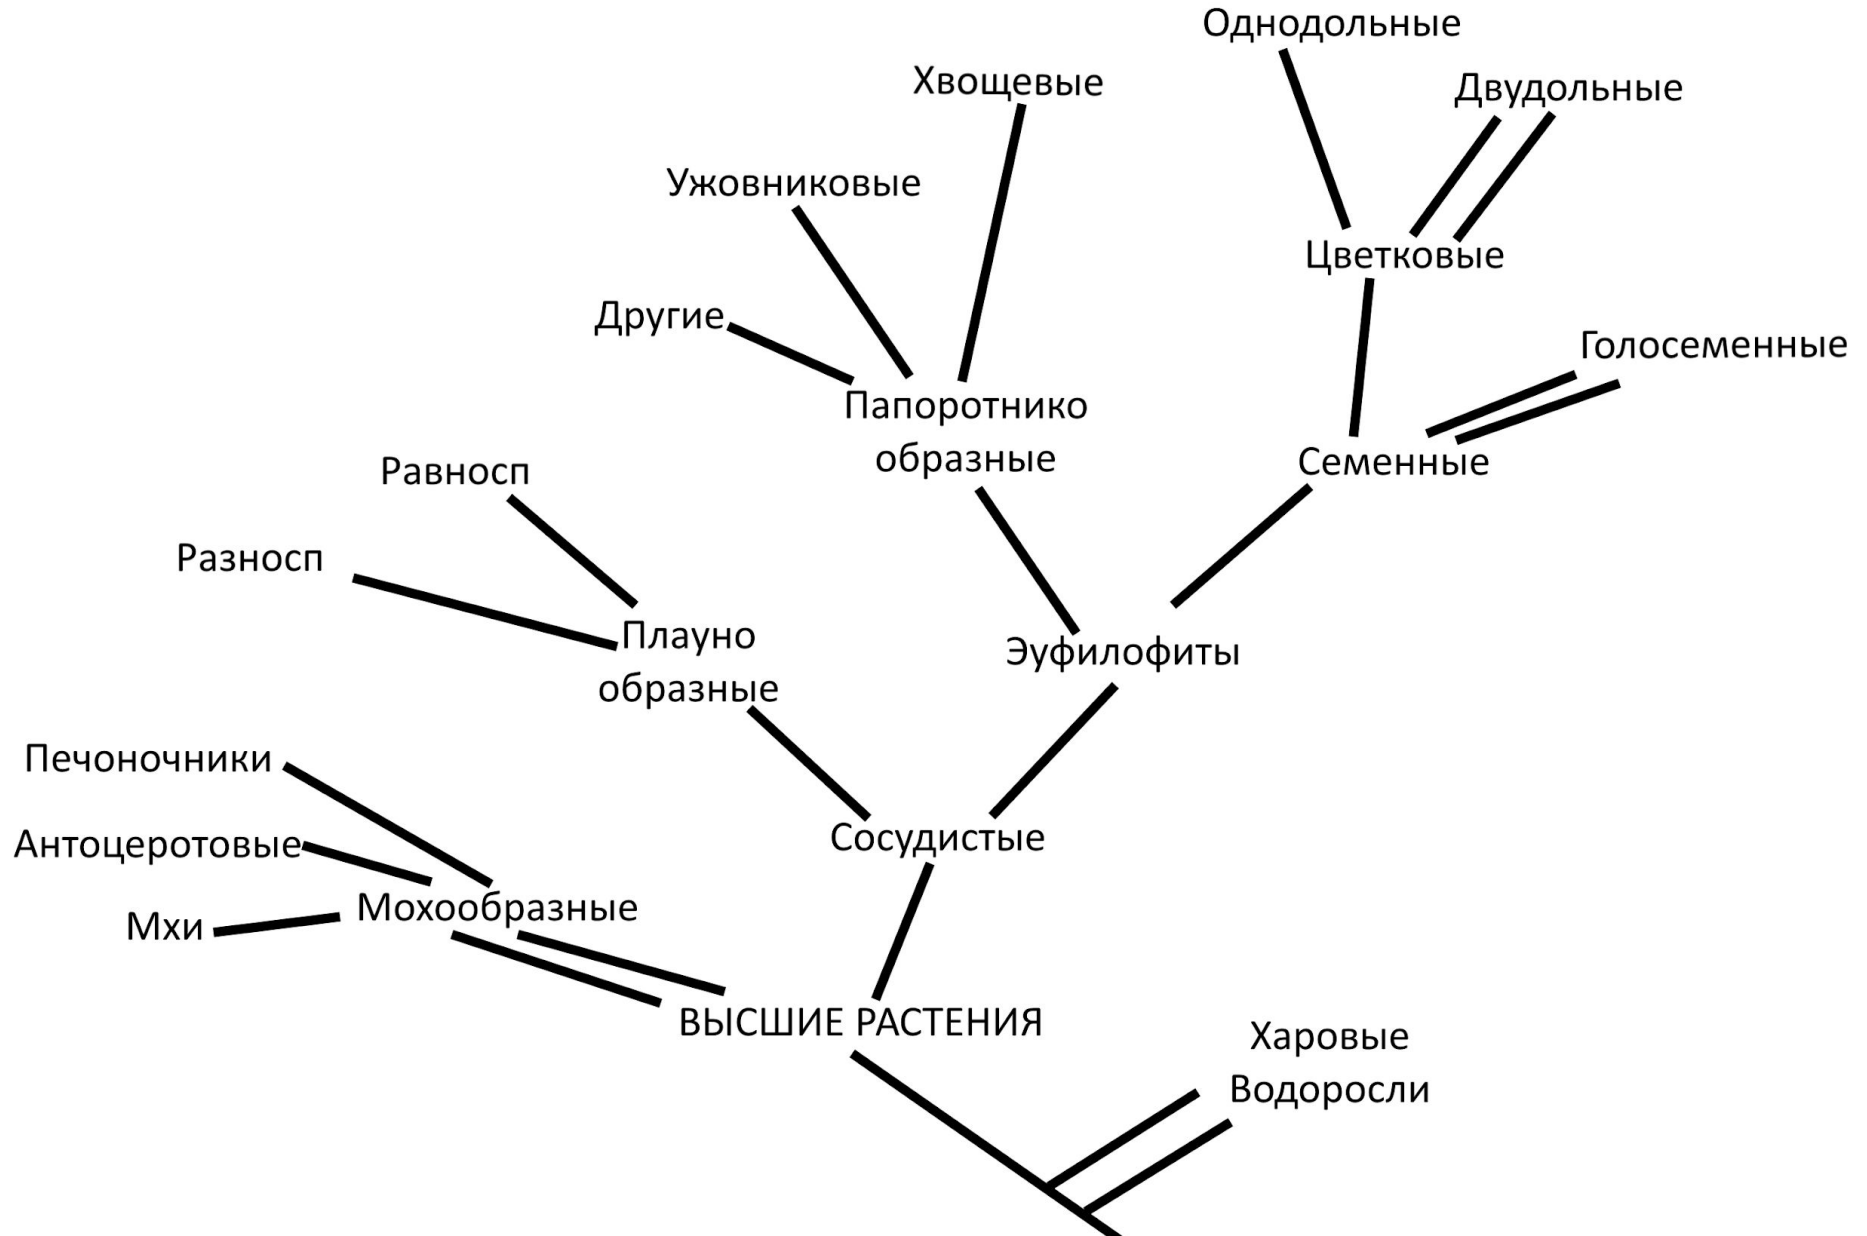 Однодольные
Хвощевые
Двудольные
Ужовниковые
Цветковые
Другие
Голосеменные
Папоротнико
образные
Равносп
Семенные
Разносп
Плауно
образные
Эуфилофиты
Печоночники
Антоцеротовые
Сосудистые
Мхи
Мохообразные
ВЫСШИЕ РАСТЕНИЯ
Харовые
Водоросли